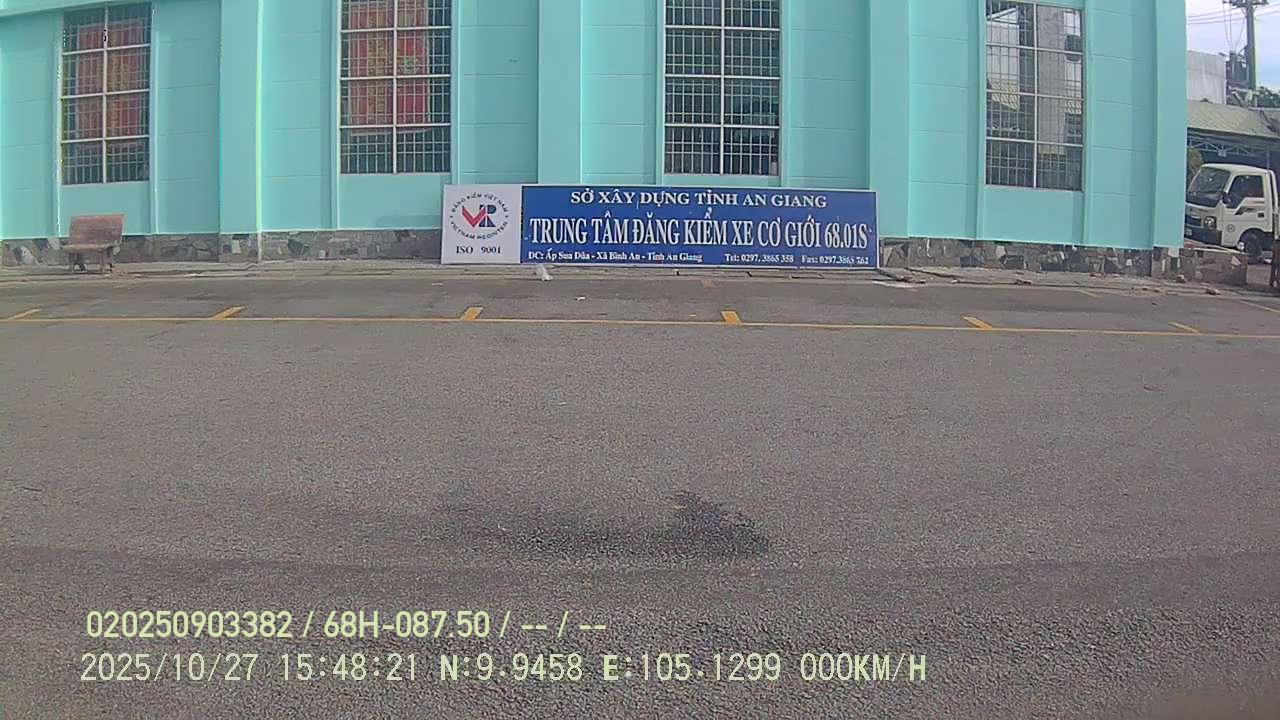 ĐĂNG KIỂM VIỆT NAM
VR
VIETNAM REGISTER
ISO 9001
SỞ XÂY DỰNG TỈNH AN GIANG
TRUNG TÂM ĐĂNG KIỂM XE CƠ GIỚI 68.01S
ĐC: Ấp Sua Đũa - Xã Bình An - Tỉnh An Giang Tel: 0297. 3865 358 Fax: 0297.3865
020250903382 / 68H-087.50 / -- / --
2025/10/27 15:48:21 N:9.9458 E:105.1299 000KM/H